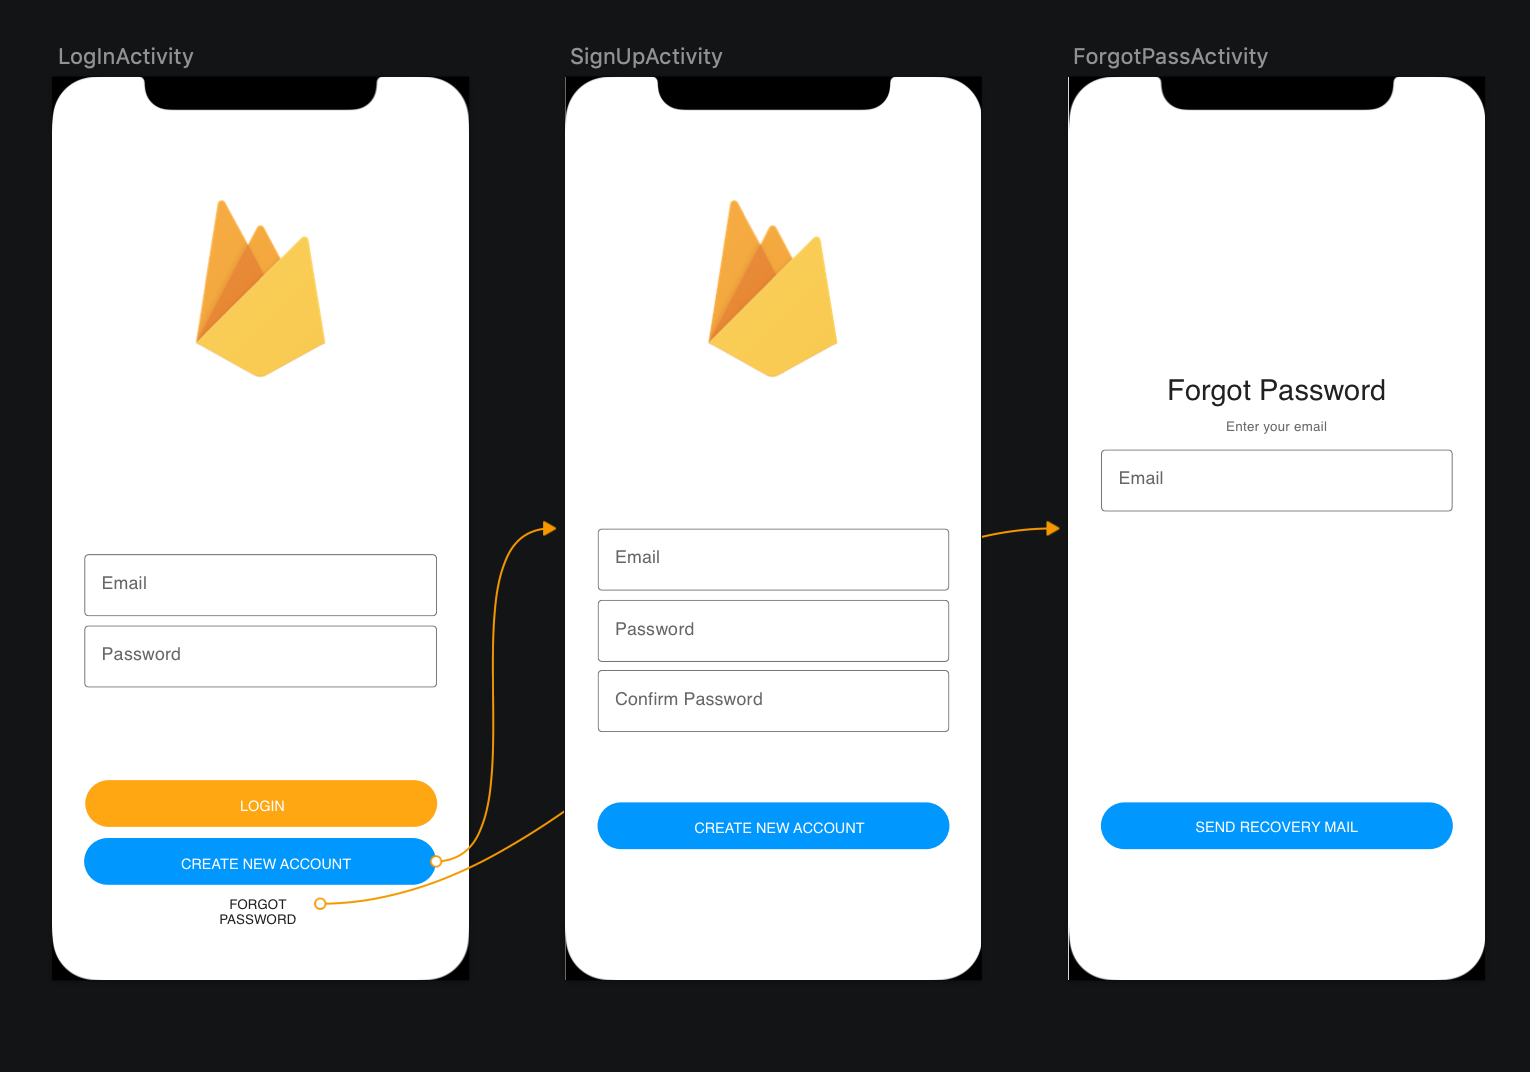 LogInActivity
Email
Password
LOGIN
CREATE NEW ACCOUNT
FORGOT
PASSWORD
SignUpActivity
Email
Password
Confirm Password
CREATE NEW ACCOUNT
ForgotPassActivity
Forgot Password
Enter your email
Email
SEND RECOVERY MAIL